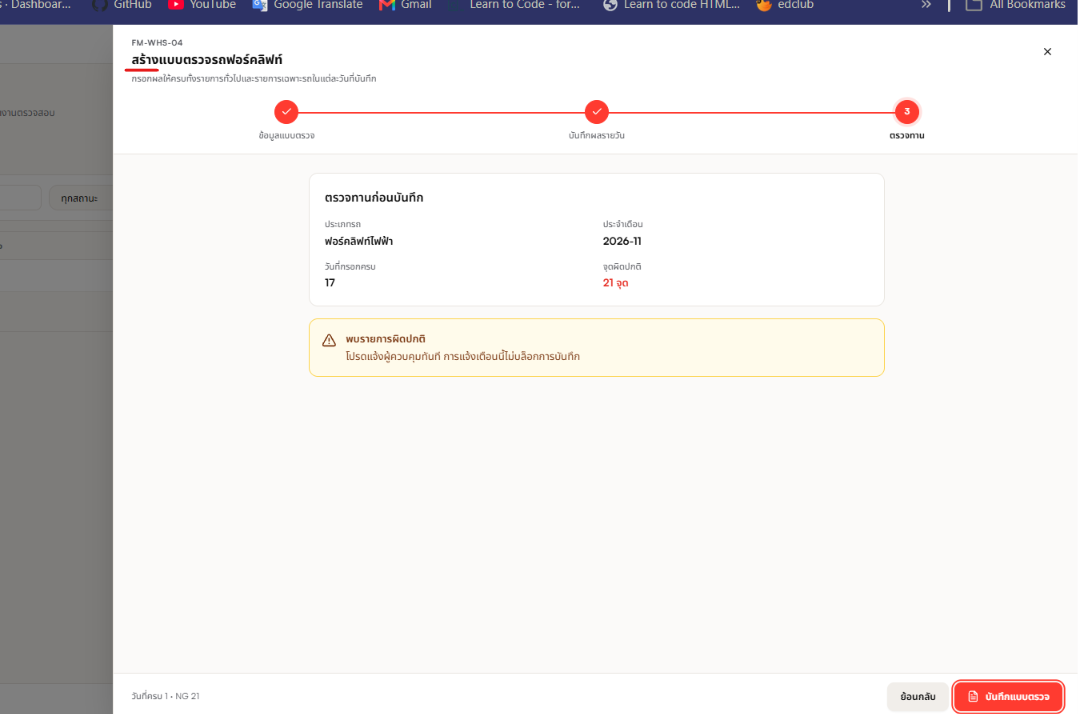 Dashboar...
GitHub
YouTube
Google Translate
Gmail
Learn to Code - for...
Learn to code HTML...
edclub
All Bookmarks
FM-WHS-04
สร้างแบบตรวจรถฟอร์คลิฟท์
กรอกผลให้ครบทั้งรายการทั่วไปและรายการเฉพาะรถในแต่ละวันที่บันทึก
3
ข้อมูลแบบตรวจ
บันทึกผลรายวัน
ตรวจทาน
งานตรวจสอบ
ทุกสถานะ
ตรวจทานก่อนบันทึก
ประเภทรถ
ประจำเดือน
ฟอร์คลิฟท์ไฟฟ้า
2026-11
วันที่กรอกครบ
จุดผิดปกติ
17
21 จุด
พบรายการผิดปกติ
โปรดแจ้งผู้ควบคุมทันที การแจ้งเตือนนี้ไม่บล็อกการบันทึก
วันที่ครบ 1 • NG 21
ย้อนกลับ
บันทึกแบบตรวจ